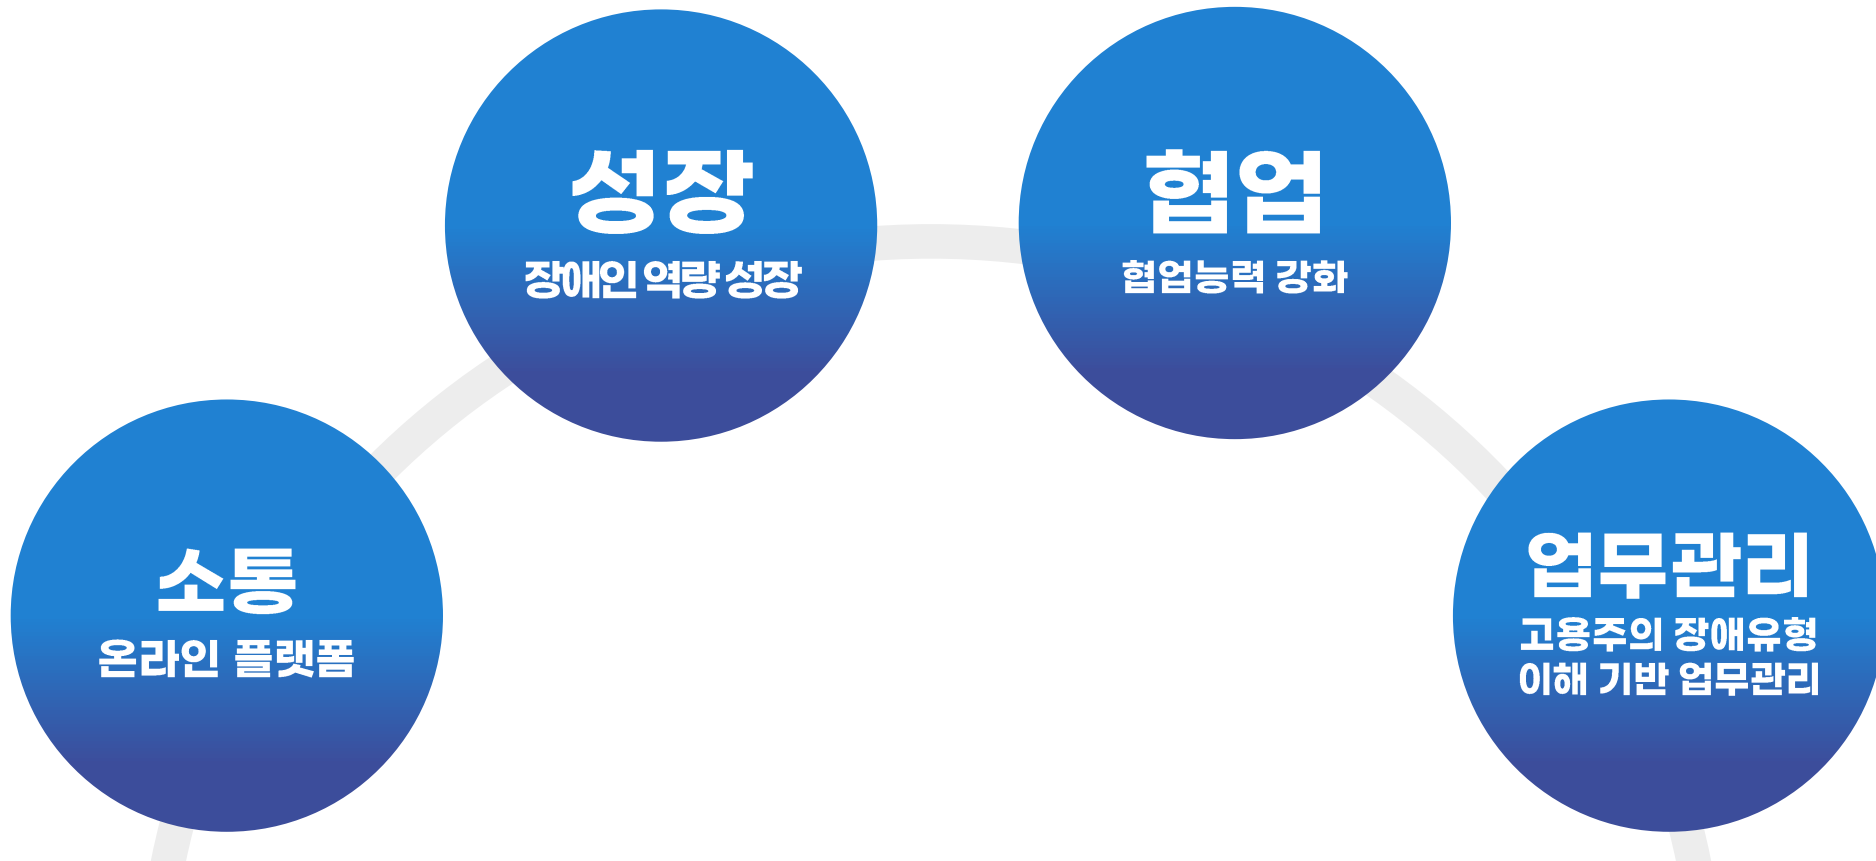 성장
장애인 역량 성장
협업
협업능력 강화
소통
온라인 플랫폼
업무관리
고용주의 장애유형
이해 기반 업무관리